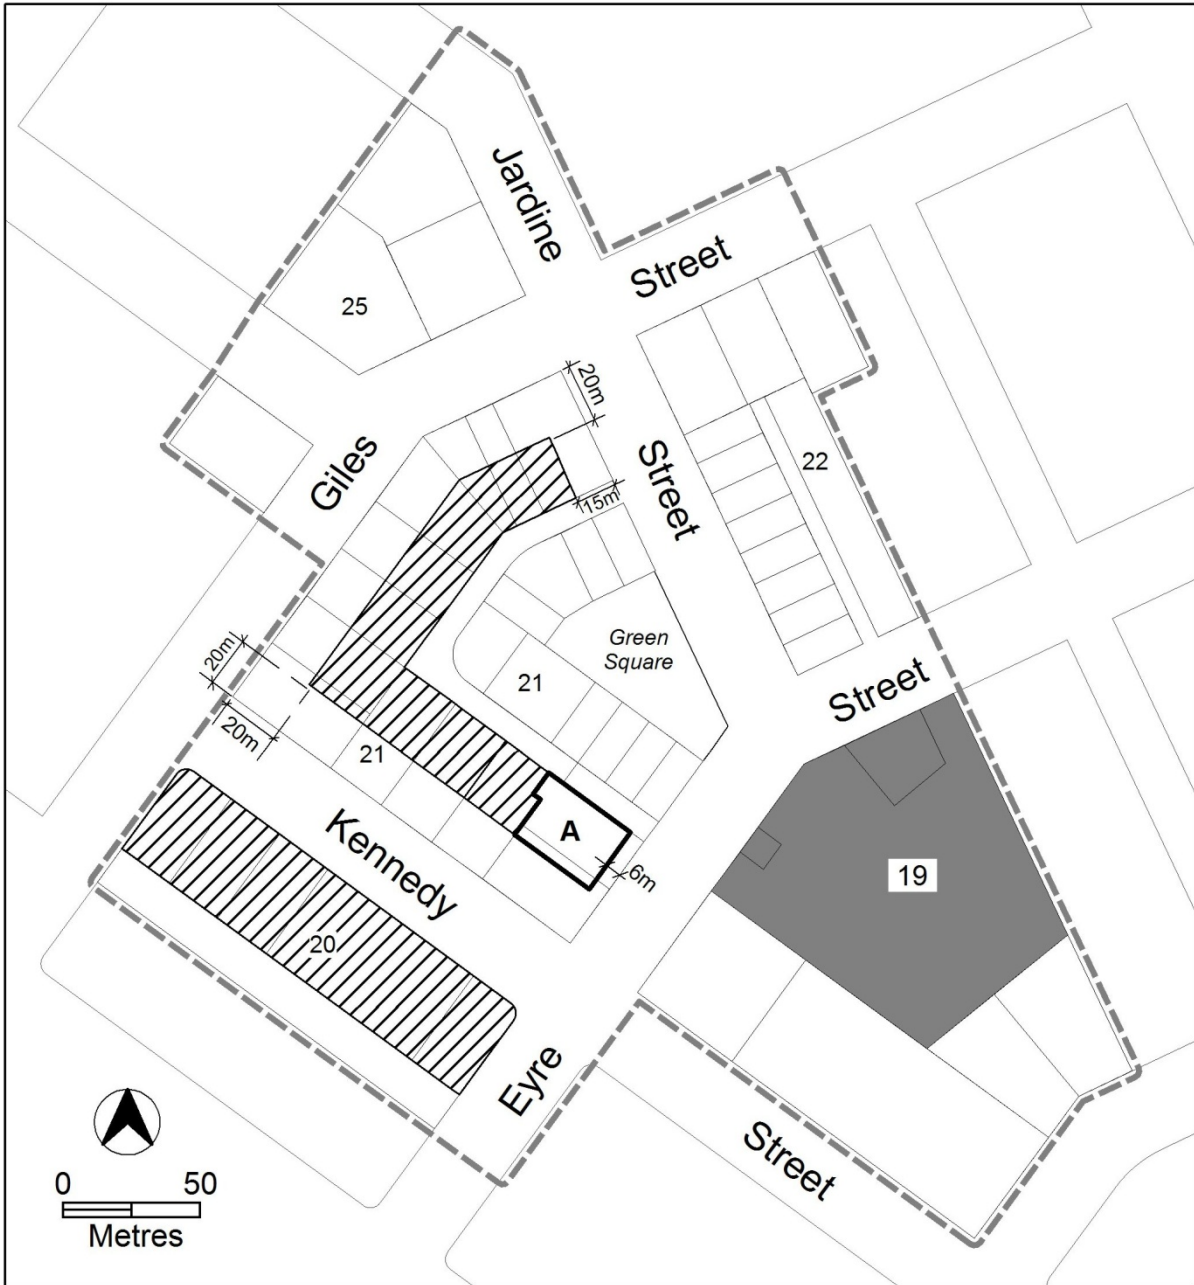 Jardine
Street
25
20m
Giles
Street
22
15m
Green
Square
20m
21
Street
20m
21
A
6m
Kennedy
19
20
Eyre
Street
0 50
Metres